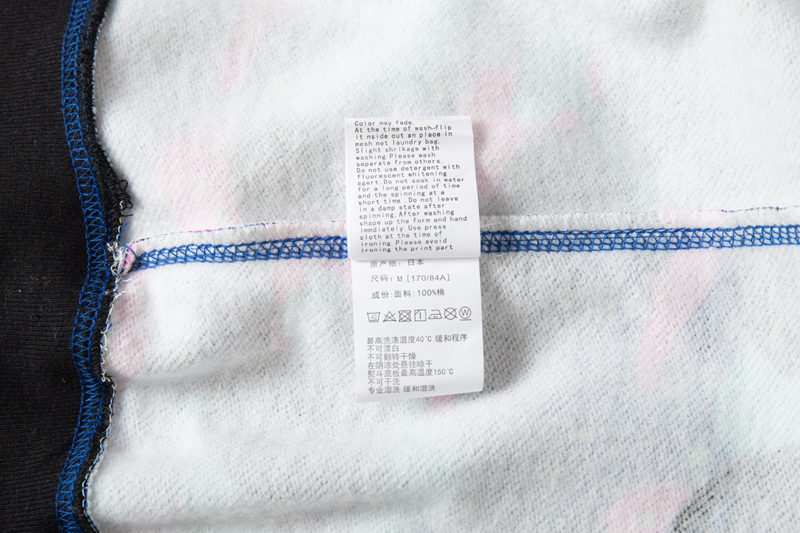 Color may fade.
At the time of wash-flip
it nside out an place in
mesh net laundry bag.
Slight shrikage with
washing Please wash
separate from others.
Do not use detergent with
fluorescent whitening
agert. Do not soak in water
for a long period of time
and the spinning at a
short time. Do not leave
in a damp state after
spinning. After washing
shape up the form and hand
immediately. Use press
cloth at the time of
ironing. Please avoid
ironing the print part
原产地: 日本
尺码: M [170/84A]
成份: 面料: 100%棉
40 W
最高洗涤温度40℃ 缓和程序
不可漂白
不可翻转干燥
在阴凉处悬挂晾干
熨斗底板最高温度150℃
不可干洗
专业湿洗 缓和湿洗